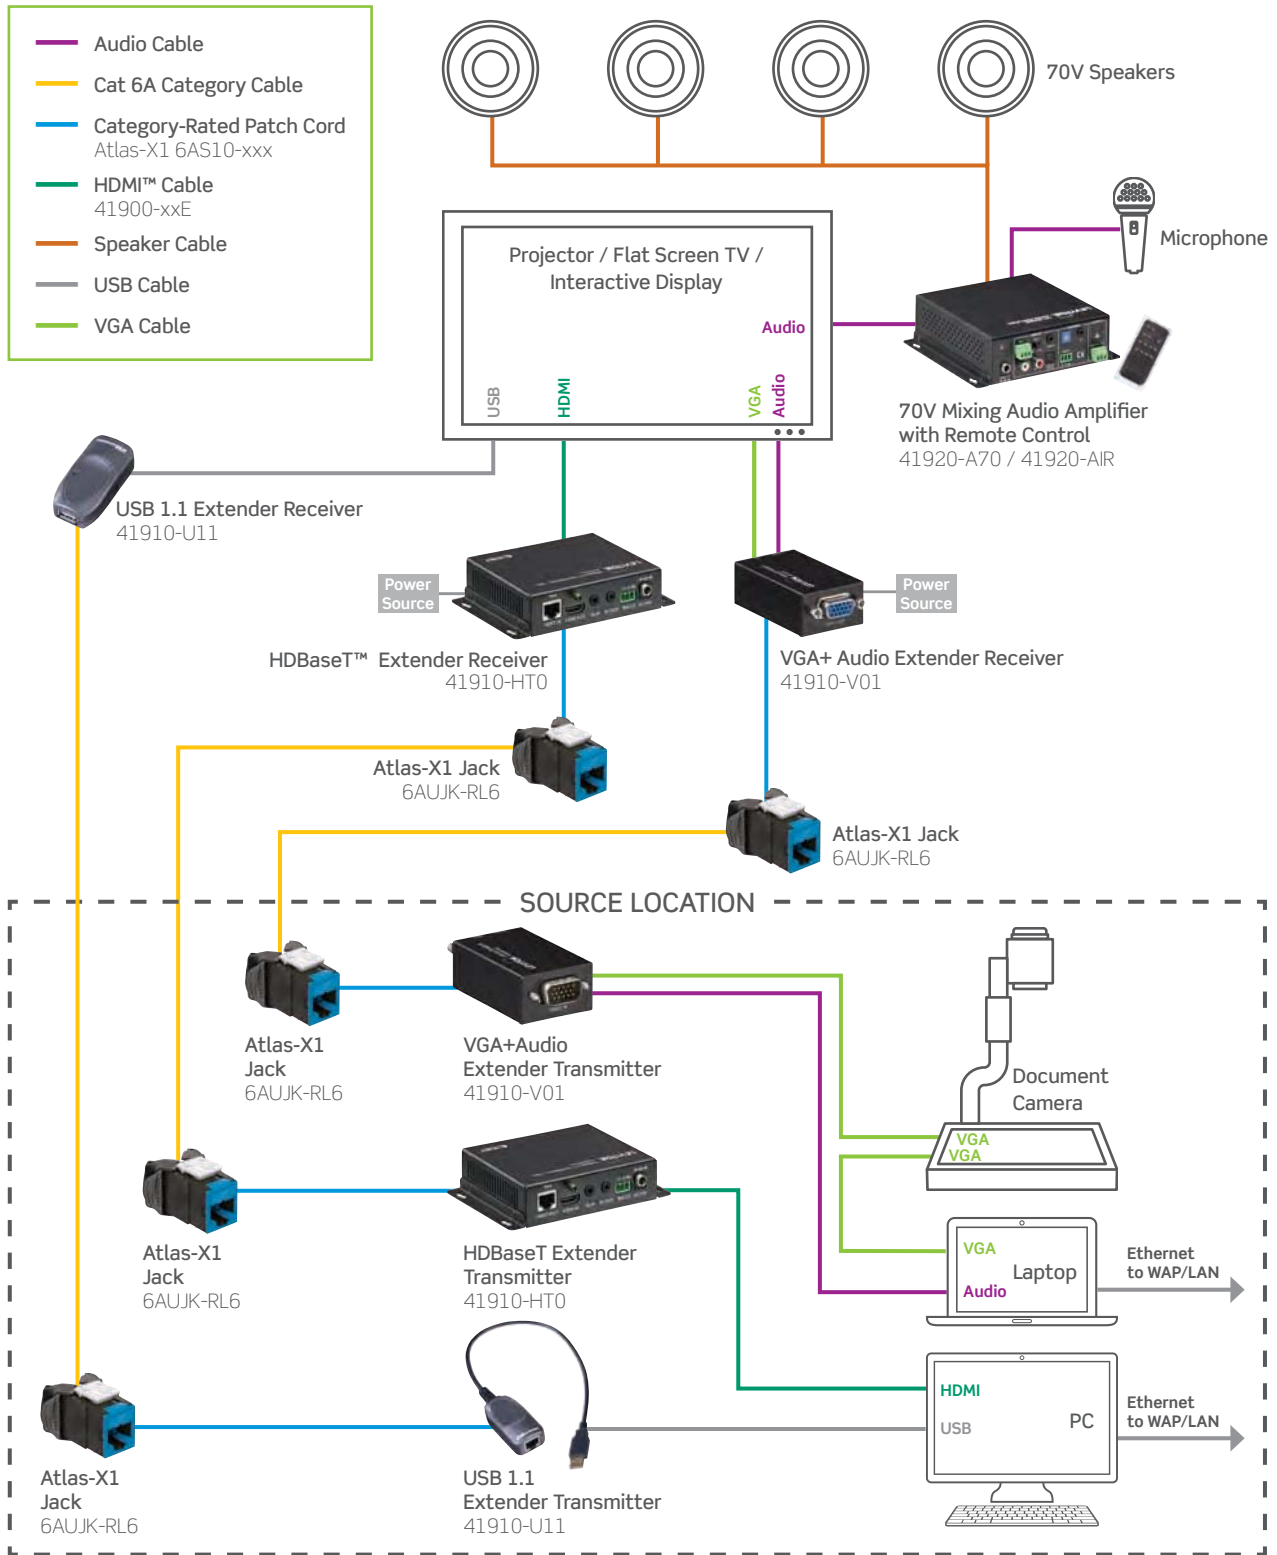 Audio Cable
Cat 6A Category Cable
Category-Rated Patch Cord
Atlas-X1 6AS10-xxx
HDMI™ Cable
41900-xxE
Speaker Cable
USB Cable
VGA Cable
70V Speakers
Microphone
Projector / Flat Screen TV /
Interactive Display
Audio
USB
HDMI
VGA
Audio
70V Mixing Audio Amplifier
with Remote Control
41920-A70 / 41920-AIR
USB 1.1 Extender Receiver
41910-U11
Power
Source
Power
Source
HDBaseT™ Extender Receiver
41910-HT0
VGA+ Audio Extender Receiver
41910-V01
Atlas-X1 Jack
6AUJK-RL6
Atlas-X1 Jack
6AUJK-RL6
SOURCE LOCATION
Atlas-X1
Jack
6AUJK-RL6
VGA+Audio
Extender Transmitter
41910-V01
Document
Camera
VGA
VGA
Atlas-X1
Jack
6AUJK-RL6
HDBaseT Extender
Transmitter
41910-HT0
VGA
Laptop
Audio
Ethernet
to WAP/LAN
HDMI
USB
PC
Ethernet
to WAP/LAN
Atlas-X1
Jack
6AUJK-RL6
USB 1.1
Extender Transmitter
41910-U11